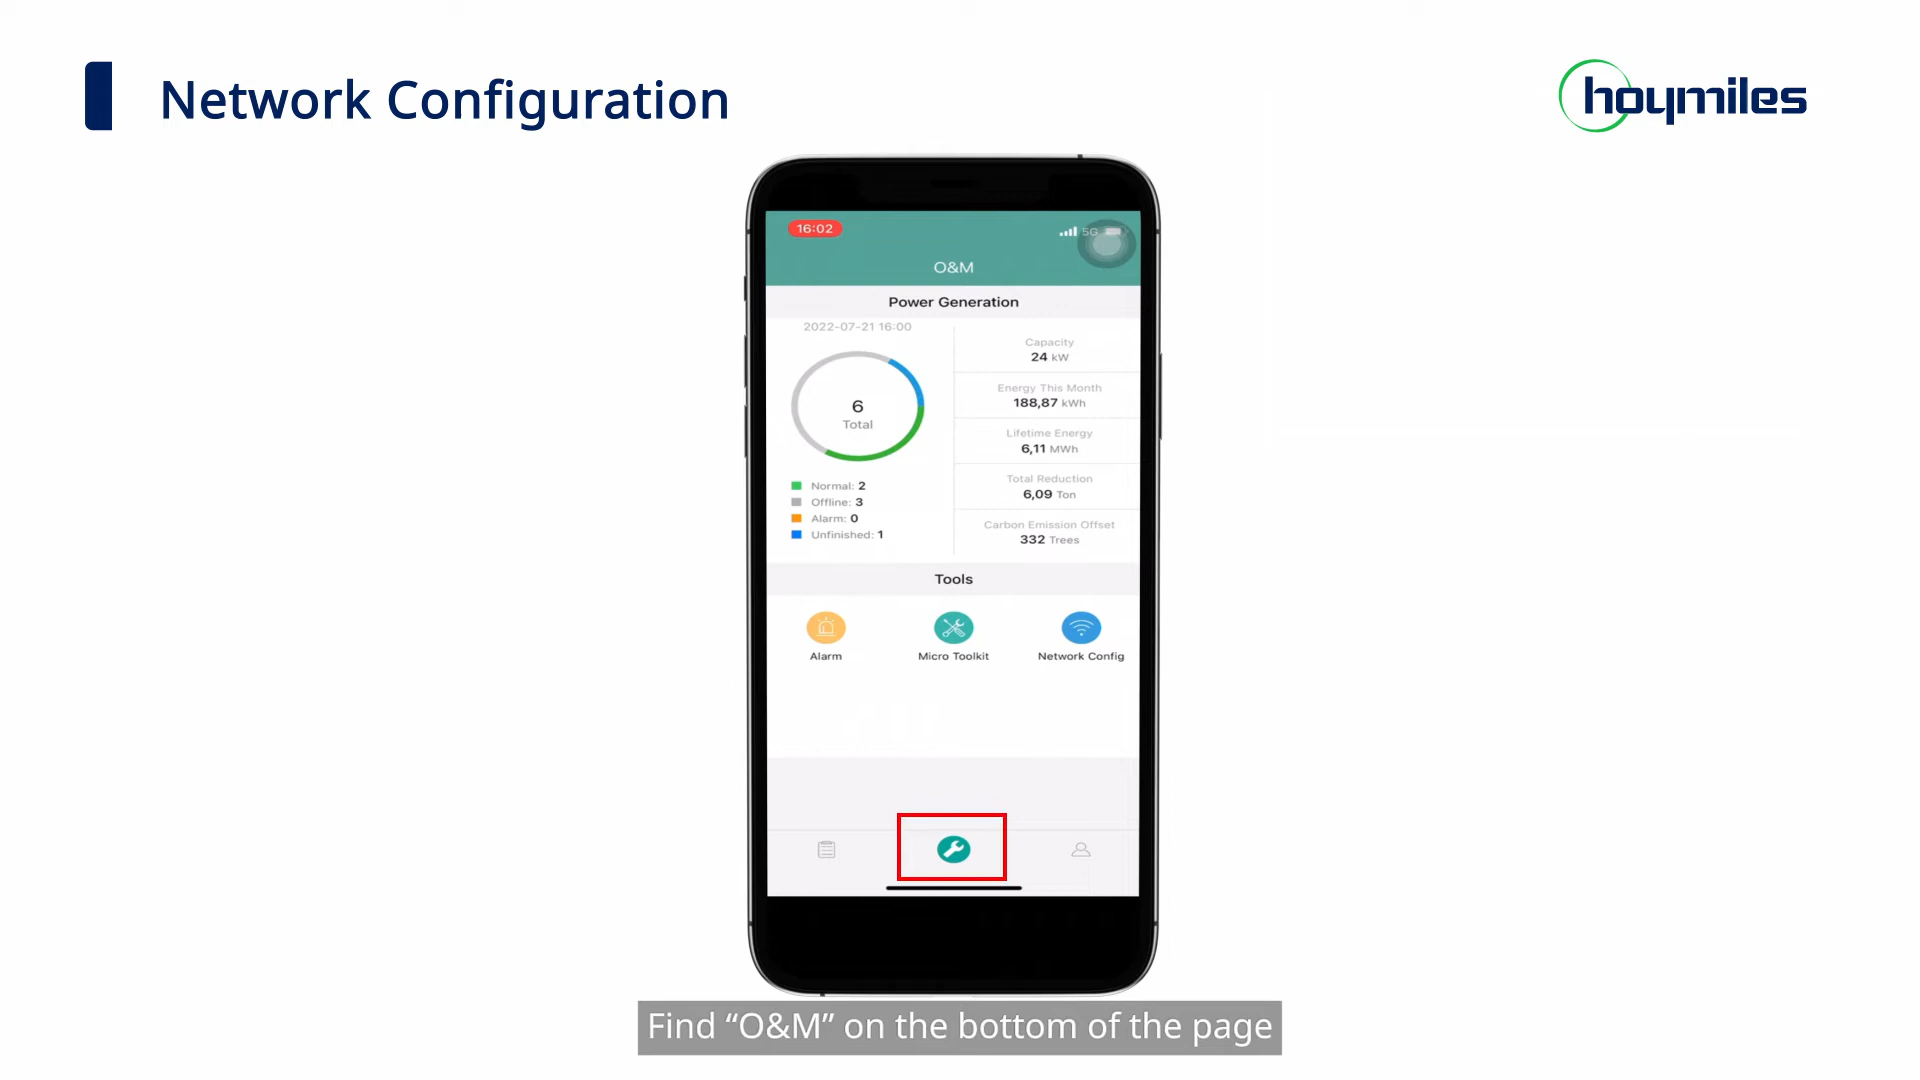 Network Configuration
hoymiles
16:02
5G
O&M
Power Generation
2022-07-21 16:00
6
Total
Normal: 2
Offline: 3
Alarm: 0
Unfinished: 1
Capacity
24 kW
Energy This Month
188,87 kWh
Lifetime Energy
6,11 MWh
Total Reduction
6,09 Ton
Carbon Emission Offset
332 Trees
Tools
Alarm
Micro Toolkit
Network Config
Find “O&M” on the bottom of the page